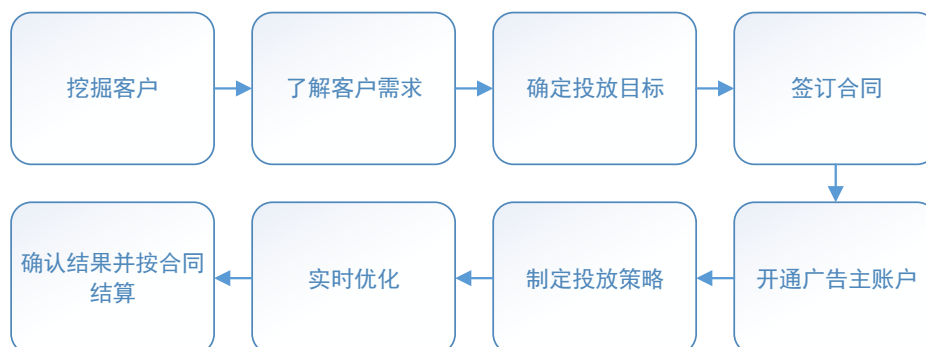 挖掘客户
了解客户需求
确定投放目标
签订合同
确认结果并按合同
结算
实时优化
制定投放策略
开通广告主账户